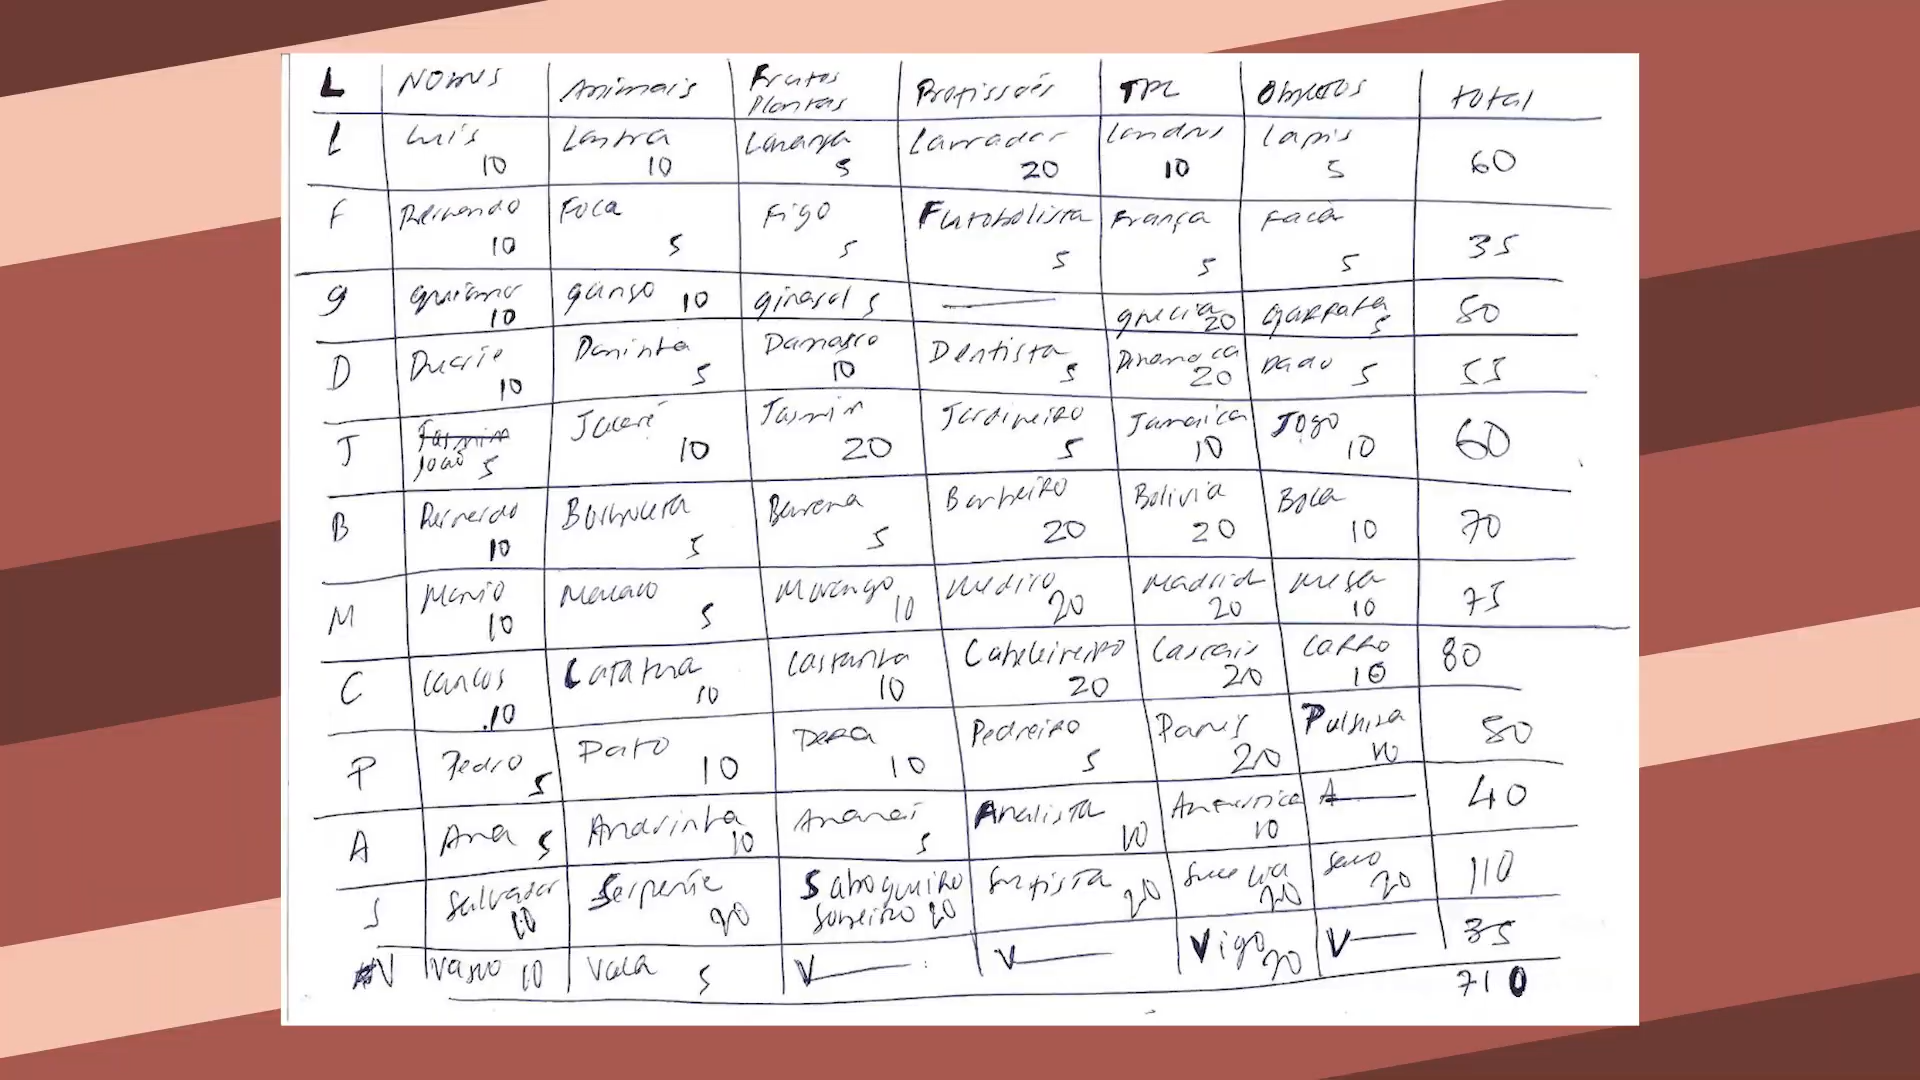 L Nomes Animais Frutos Plantas Profissões TPC Objetos total
L Luis 10 Lontra 10 Laranja 5 Lavrador 20 Londres 10 Lapis 5 60
F Fernando 10 Foca 5 Figo 5 Futobolista 5 França 5 Faca 5 35
g 10 ganso 10 girasol 5 grecia 20 garrafa 5 50
D Duarte 10 Doninha 5 Damasco 10 Dentista 5 Dinamarca 20 Dado 5 55
J Jasmin João 5 Jacaré 10 Jasmin 20 Jardineiro 5 Jamaica 10 Jogo 10 60
B Bernardo 10 Borboleta 5 Banana 5 Barbeiro 20 Bolivia 20 Bola 10 70
M Mario 10 Macaco 5 Morango 10 Medico 20 Madrid 20 Mesa 10 75
C Carlos 10 Catatua 10 Castanha 10 Cabeleireiro 20 Cascais 20 Carro 10 80
P Pedro 5 Pato 10 Pera 10 Pedreiro 5 Paris 20 Pulseira 10 50
A Ana 5 Andorinha 10 Ananás 5 Analista 10 Antartica 10 A 40
S Salvador 10 Serpente 20 Sabogueiro Sobreiro 20 Surfista 20 Suecia 20 Saco 20 110
V Vasco 10 Vaca 5 V V Vigo 20 V 35
710